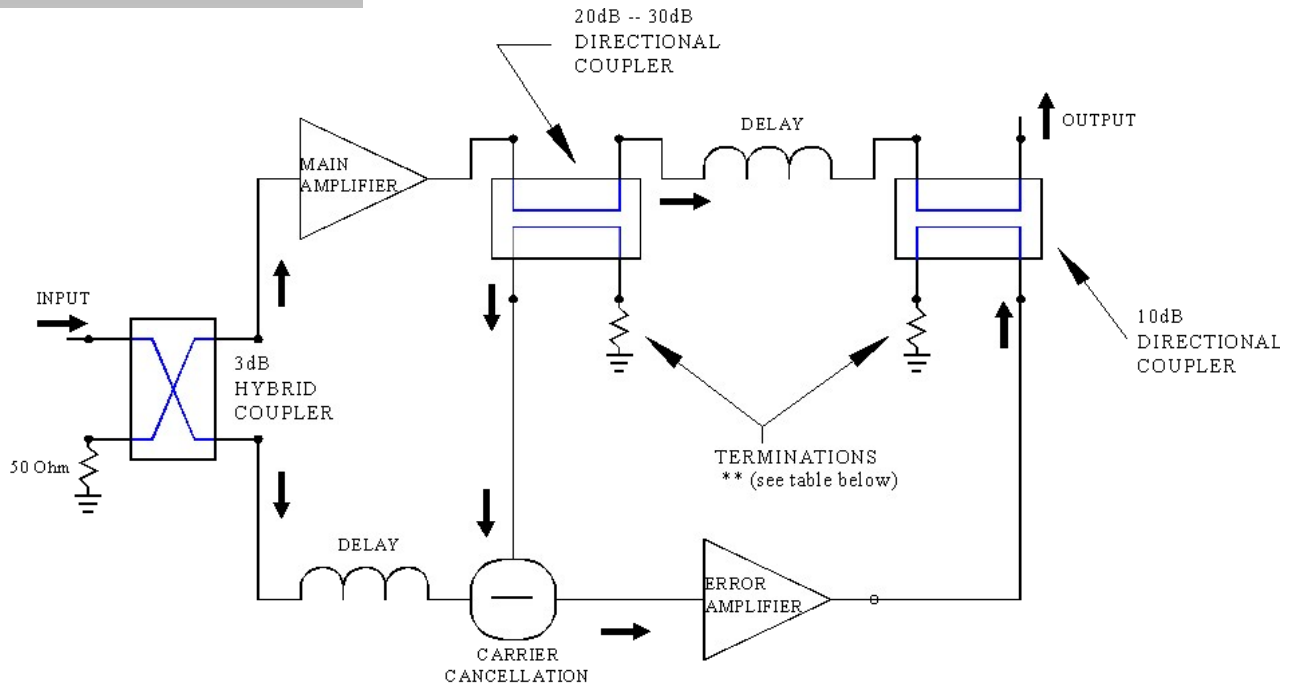 20dB -- 30dB
DIRECTIONAL
COUPLER
DELAY
OUTPUT
MAIN
AMPLIFIER
INPUT
3dB
HYBRID
COUPLER
10dB
DIRECTIONAL
COUPLER
50 Ohm
TERMINATIONS
** (see table below)
DELAY
ERROR
AMPLIFIER
CARRIER
CANCELLATION